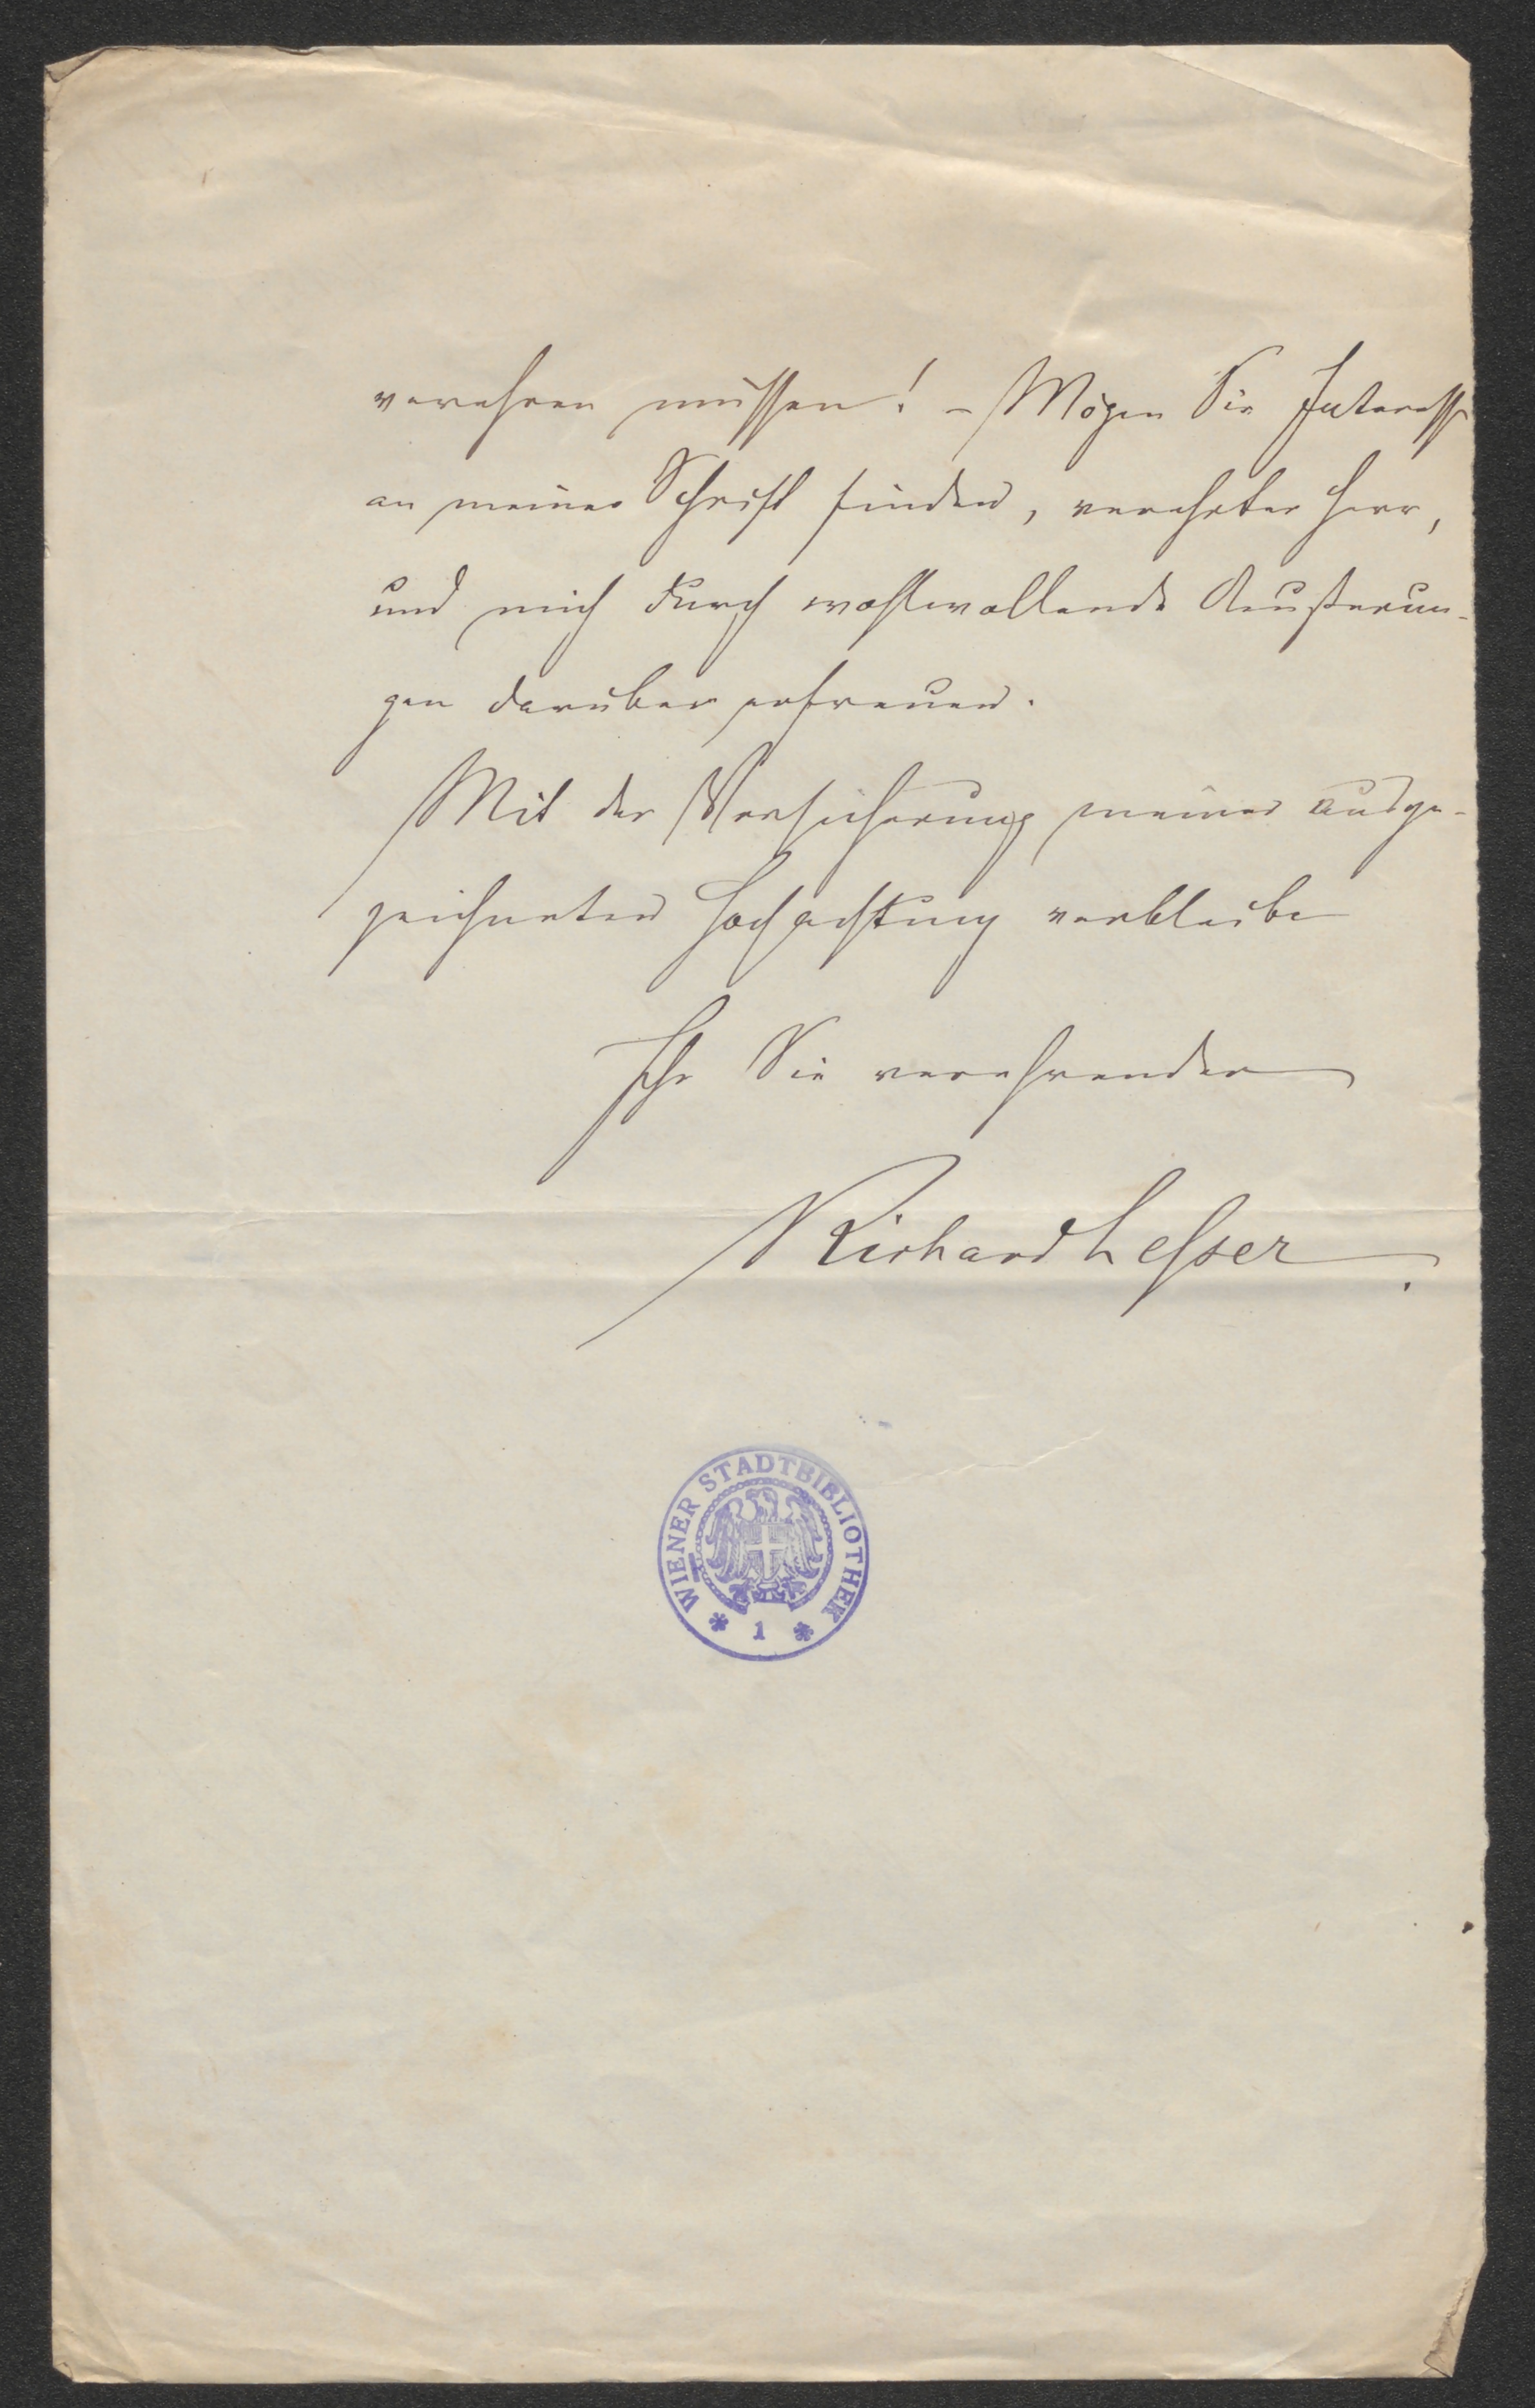 verehren müssen! – Mögen Sie Interesse
an meiner Schrift finden, verehrter Herr,
und mich durch wohlwollende Aeußerun-
gen darüber erfreuen.
Mit der Versicherung meiner ausge-
zeichneten Hochachtung verbleibe
Ihr Sie verehrender
Richard Lesser.
WIENER STADTBIBLIOTHEK
* 1 *